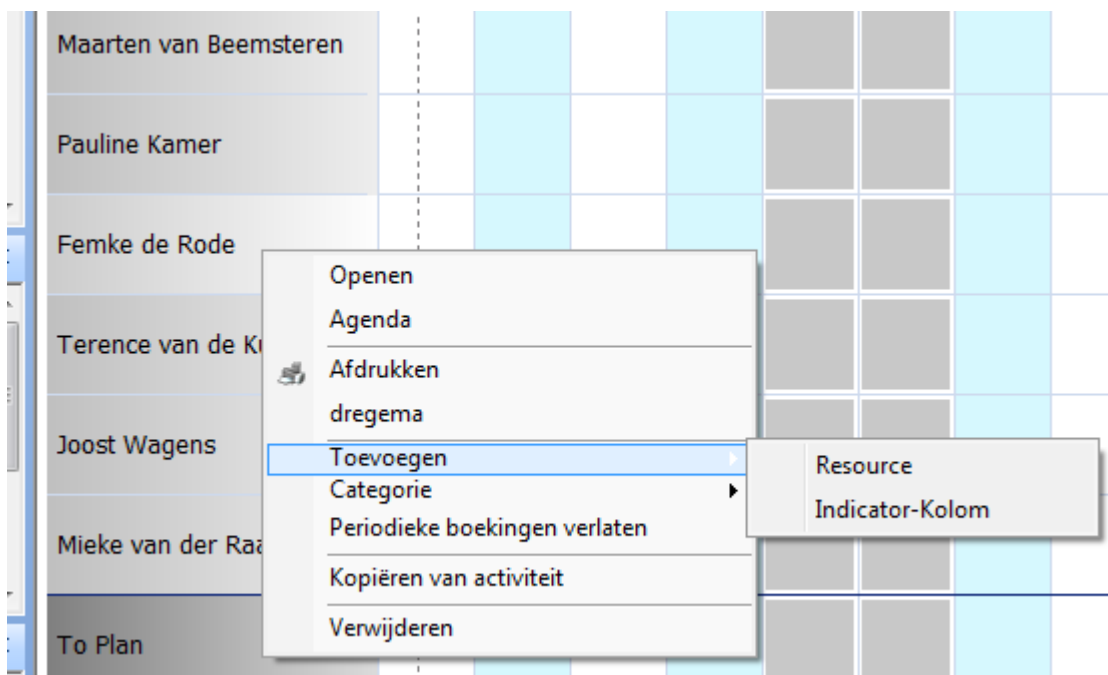 Maarten van Beemsteren
Pauline Kamer
Femke de Rode
Terence van de
Joost Wagens
Mieke van der
To Plan
Openen
Agenda
Afdrukken
dregema
Toevoegen
Categorie
Periodieke boekingen verlaten
Kopiëren van activiteit
Verwijderen
Resource
Indicator-Kolom